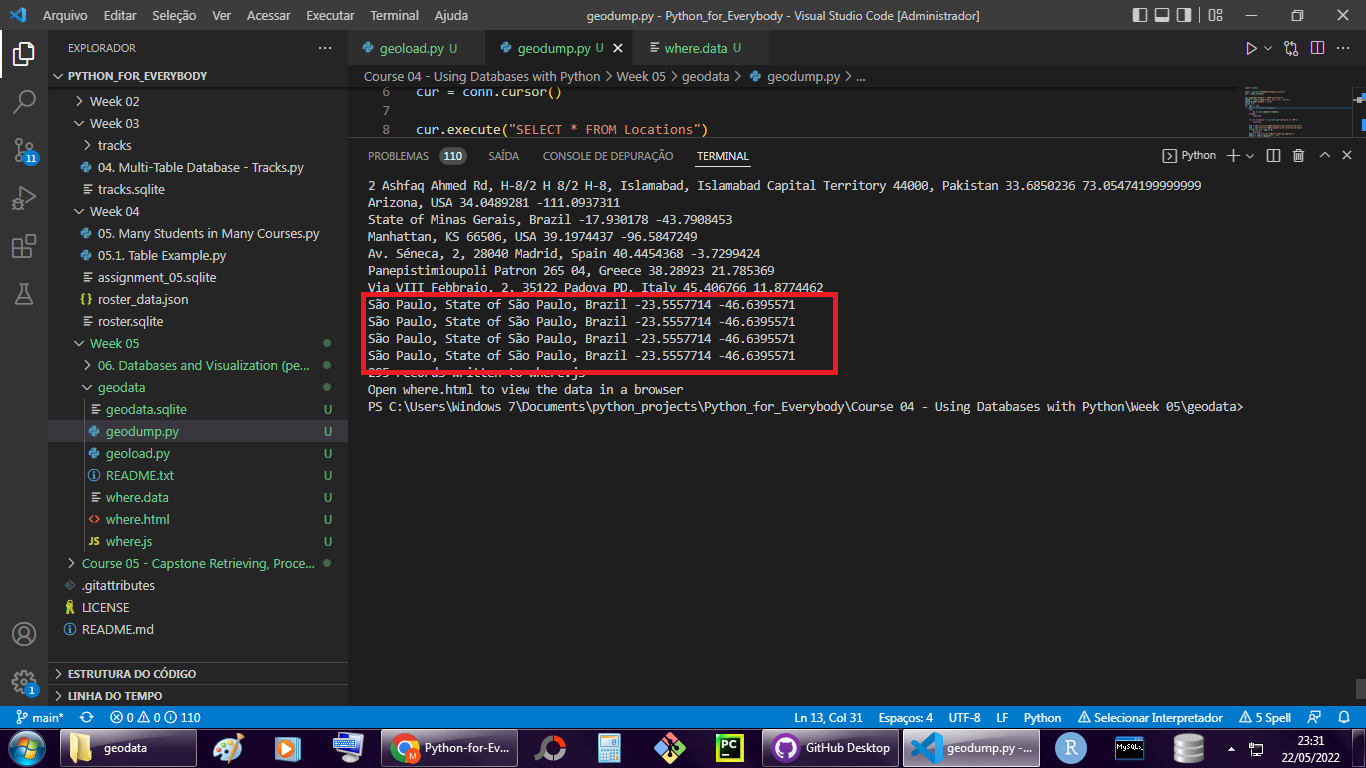 Arquivo Editar Seleção Ver Acessar Executar Terminal Ajuda
geodump.py - Python_for_Everybody - Visual Studio Code [Administrador]
EXPLORADOR
PYTHON_FOR_EVERYBODY
Week 02
Week 03
tracks
04. Multi-Table Database - Tracks.py
tracks.sqlite
Week 04
05. Many Students in Many Courses.py
05.1. Table Example.py
assignment_05.sqlite
roster_data.json
roster.sqlite
Week 05
06. Databases and Visualization (pe...
geodata
geodata.sqlite U
geodump.py U
geoload.py U
README.txt U
where.data U
where.html U
JS where.js U
Course 05 - Capstone Retrieving, Proce...
.gitattributes
LICENSE
README.md
ESTRUTURA DO CÓDIGO
LINHA DO TEMPO
11
1
geoload.py U
geodump.py U
where.data U
Course 04 - Using Databases with Python > Week 05 > geodata > geodump.py > ...
6 cur = conn.cursor()
7
8 cur.execute("SELECT * FROM Locations")
PROBLEMAS 110 SAÍDA CONSOLE DE DEPURAÇÃO TERMINAL
Python
2 Ashfaq Ahmed Rd, H-8/2 H 8/2 H-8, Islamabad, Islamabad Capital Territory 44000, Pakistan 33.6850236 73.05474199999999
Arizona, USA 34.0489281 -111.0937311
State of Minas Gerais, Brazil -17.930178 -43.7908453
Manhattan, KS 66506, USA 39.1974437 -96.5847249
Av. Séneca, 2, 28040 Madrid, Spain 40.4454368 -3.7299424
Panepistimioupoli Patron 265 04, Greece 38.28923 21.785369
Via VIII Febbraio, 2, 35122 Padova PD, Italy 45.406766 11.8774462
São Paulo, State of São Paulo, Brazil -23.5557714 -46.6395571
São Paulo, State of São Paulo, Brazil -23.5557714 -46.6395571
São Paulo, State of São Paulo, Brazil -23.5557714 -46.6395571
São Paulo, State of São Paulo, Brazil -23.5557714 -46.6395571
records written to where.js
Open where.html to view the data in a browser
PS C:\Users\Windows 7\Documents\python_projects\Python_for_Everybody\Course 04 - Using Databases with Python\Week 05\geodata>
main* 0 0 110
Ln 13, Col 31 Espaços: 4 UTF-8 LF Python Selecionar Interpretador 5 Spell
geodata
Python-for-Ev...
PC
GitHub Desktop
geodump.py -...
R
MySQL
23:31
22/05/2022